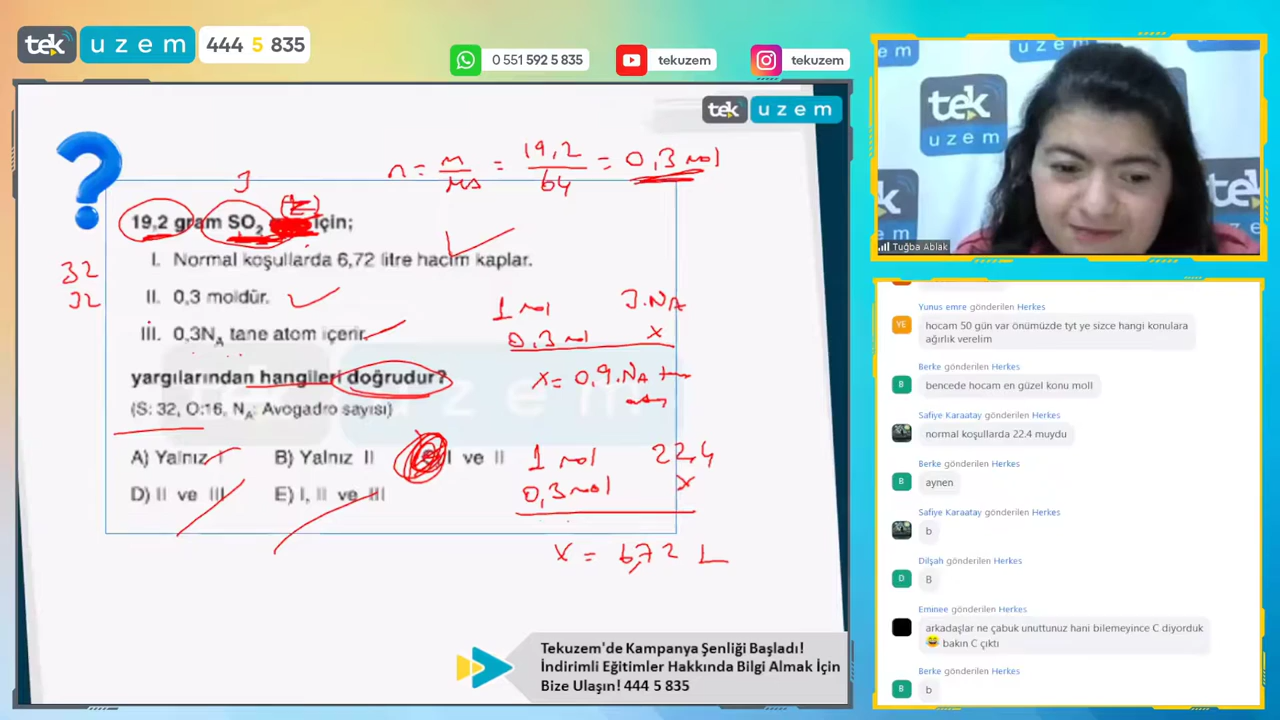 tek uzem 444 5 835
0 551 592 5 835
tekuzem
tekuzem
tek uzem
n = m/MA = 19,2/64 = 0,3 mol
3
19,2 gram SO2 için;
I. Normal koşullarda 6,72 litre hacim kaplar.
32
32
II. 0,3 moldür.
III. 0,3NA tane atom içerir.
yargılarından hangileri doğrudur?
(S: 32, O:16, NA: Avogadro sayısı)
A) Yalnız I B) Yalnız II C) I ve II
D) II ve III E) I, II ve III
1 mol 3.NA
0,3 mol x
x = 0,9.NA tane
atom
1 mol 22,4
0,3 mol x
x = 6,72 L
Tekuzem'de Kampanya Şenliği Başladı!
İndirimli Eğitimler Hakkında Bilgi Almak İçin
Bize Ulaşın! 444 5 835
tek uzem
Tuğba Ablak
Yunus emre gönderilen Herkes
YE
hocam 50 gün var önümüzde tyt ye sizce hangi konulara
ağırlık verelim
Berke gönderilen Herkes
B
bencede hocam en güzel konu moll
Safiye Karaatay gönderilen Herkes
normal koşullarda 22.4 muydu
Berke gönderilen Herkes
B
aynen
Safiye Karaatay gönderilen Herkes
b
Dilşah gönderilen Herkes
D
B
Eminee gönderilen Herkes
arkadaşlar ne çabuk unuttunuz hani bilemeyince C diyorduk
😂 bakın C çıktı
Berke gönderilen Herkes
B
b